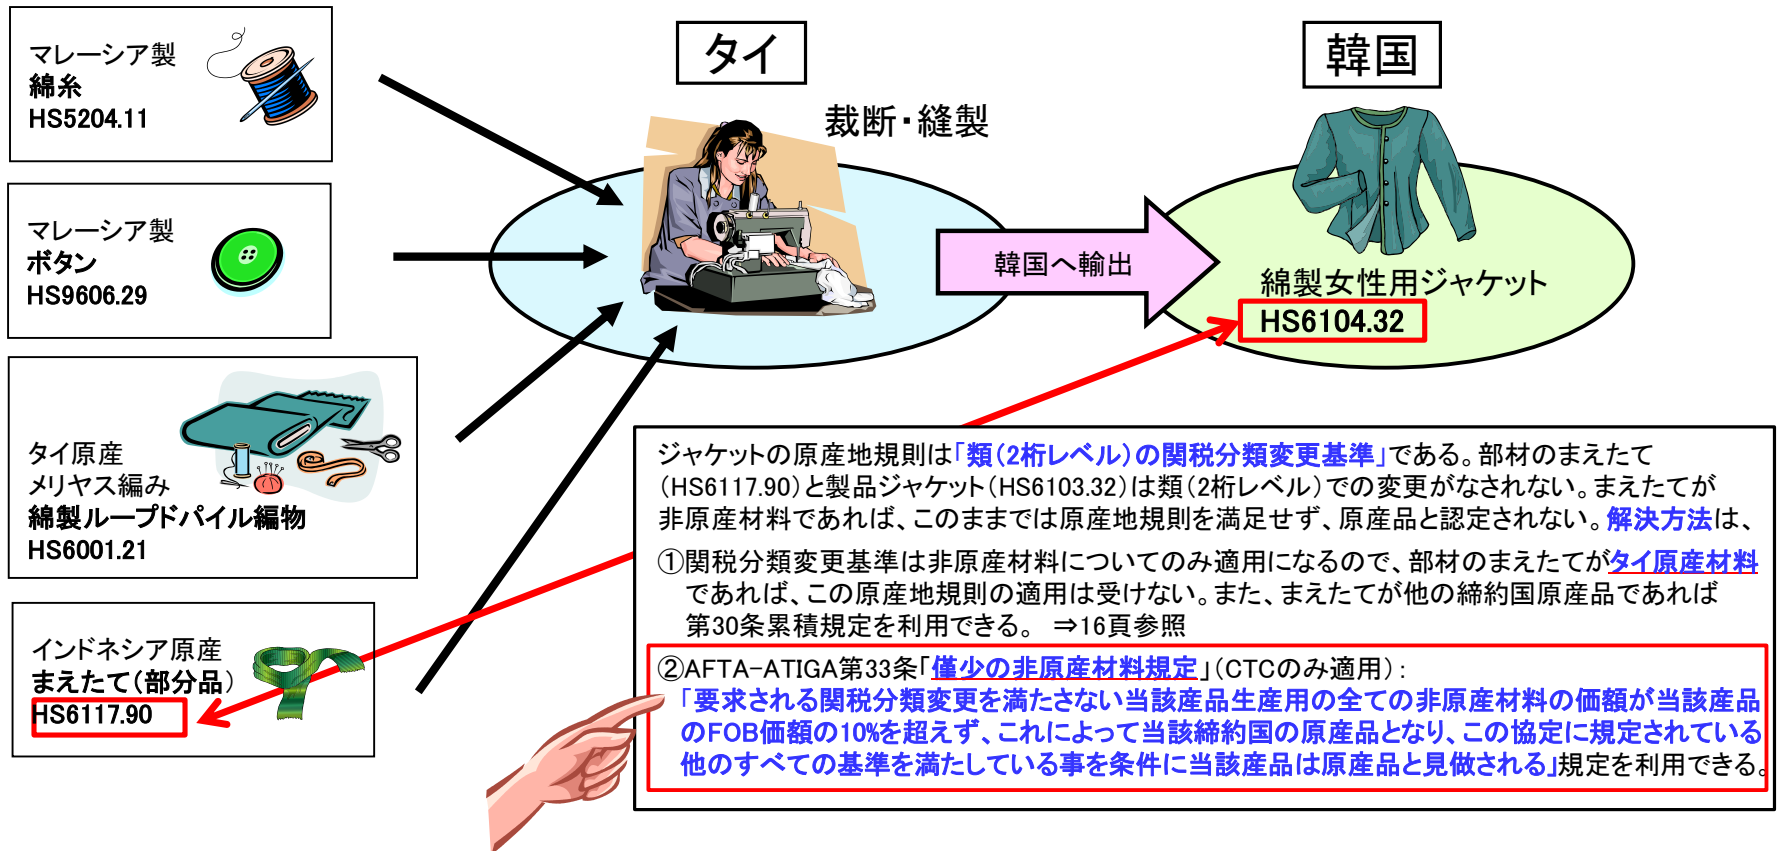 マレーシア製
綿糸
HS5204.11
マレーシア製
ボタン
HS9606.29
タイ原産
メリヤス編み
綿製ループドパイル編物
HS6001.21
インドネシア原産
まえたて(部分品)
HS6117.90
タイ
裁断・縫製
韓国へ輸出
韓国
綿製女性用ジャケット
HS6104.32
ジャケットの原産地規則は「類(2桁レベル)の関税分類変更基準」である。部材のまえたて
(HS6117.90)と製品ジャケット(HS6103.32)は類(2桁レベル)での変更がなされない。まえたてが
非原産材料であれば、このままでは原産地規則を満足せず、原産品と認定されない。解決方法は、
①関税分類変更基準は非原産材料についてのみ適用になるので、部材のまえたてがタイ原産材料
であれば、この原産地規則の適用は受けない。また、まえたてが他の締約国原産品であれば
第30条累積規定を利用できる。 ⇒16頁参照
②AFTA-ATIGA第33条「僅少の非原産材料規定」(CTCのみ適用):
「要求される関税分類変更を満たさない当該産品生産用の全ての非原産材料の価額が当該産品
のFOB価額の10%を超えず、これによって当該締約国の原産品となり、この協定に規定されている
他のすべての基準を満たしている事を条件に当該産品は原産品と見做される」規定を利用できる。